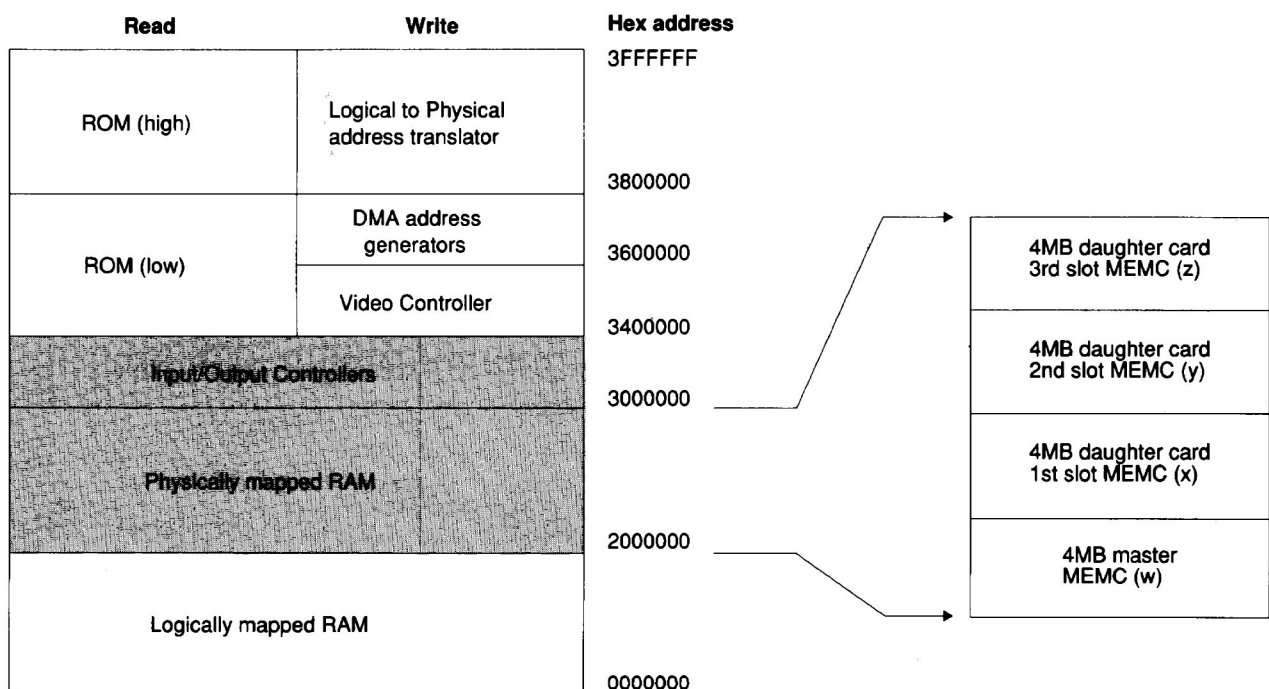 Read
Write
Hex address
3FFFFFF
ROM (high)
Logical to Physical
address translator
3800000
ROM (low)
DMA address
generators
3600000
Video Controller
3400000
Input/Output Controllers
3000000
Physically mapped RAM
2000000
Logically mapped RAM
0000000
4MB daughter card
3rd slot MEMC (z)
4MB daughter card
2nd slot MEMC (y)
4MB daughter card
1st slot MEMC (x)
4MB master
MEMC (w)